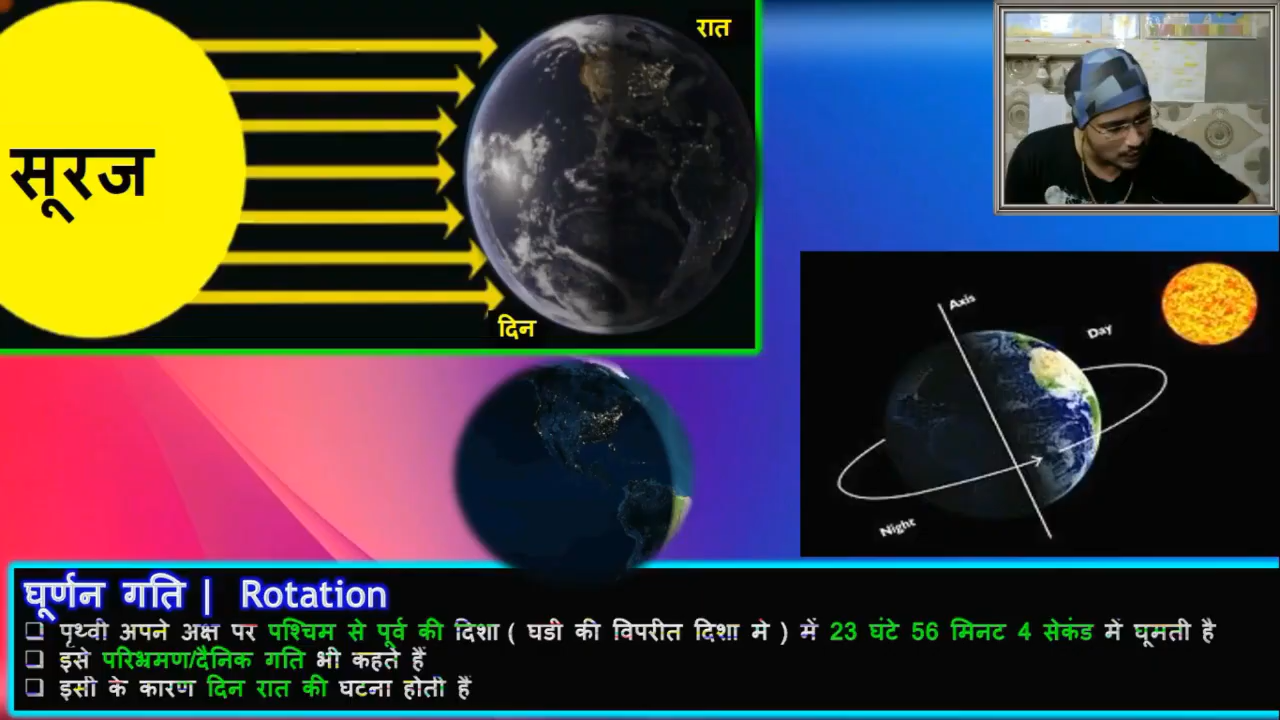 रात
सूरज
दिन
Axis
Day
Night
घूर्णन गति | Rotation
पृथ्वी अपने अक्ष पर पश्चिम से पूर्व की दिशा ( घडी की विपरीत दिशा मे ) में 23 घंटे 56 मिनट 4 सेकंड में घूमती है
इसे परिभ्रमण/दैनिक गति भी कहते हैं
इसी के कारण दिन रात की घटना होती हैं